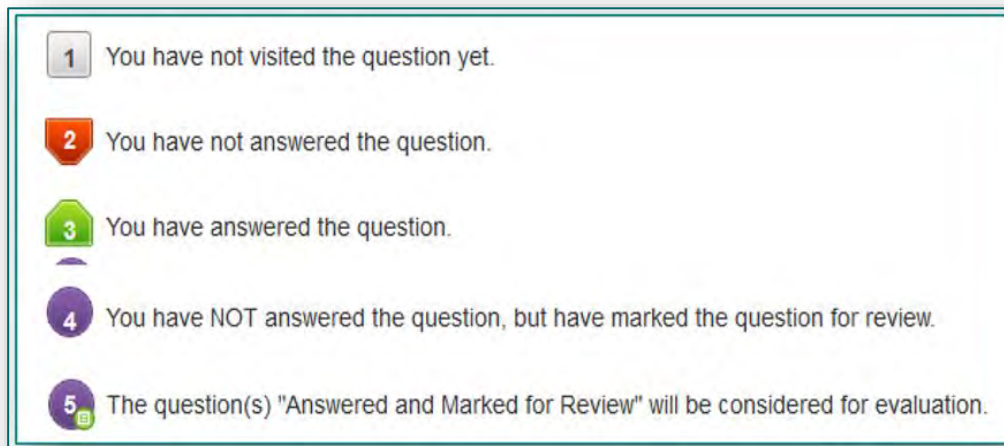 1 You have not visited the question yet.
2 You have not answered the question.
3 You have answered the question.
4 You have NOT answered the question, but have marked the question for review.
5 The question(s) "Answered and Marked for Review" will be considered for evaluation.